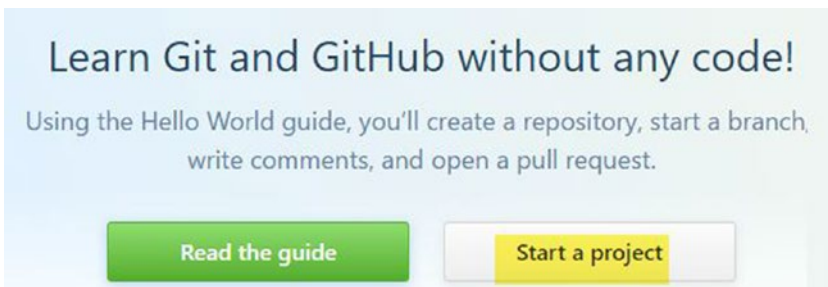 Learn Git and GitHub without any code!
Using the Hello World guide, you'll create a repository, start a branch,
write comments, and open a pull request.
Read the guide
Start a project